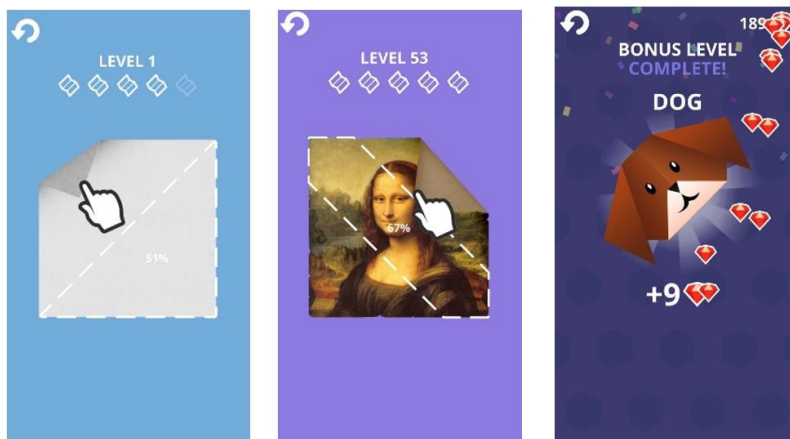 LEVEL 1
51%
LEVEL 53
67%
189
BONUS LEVEL
COMPLETE!
DOG
+9